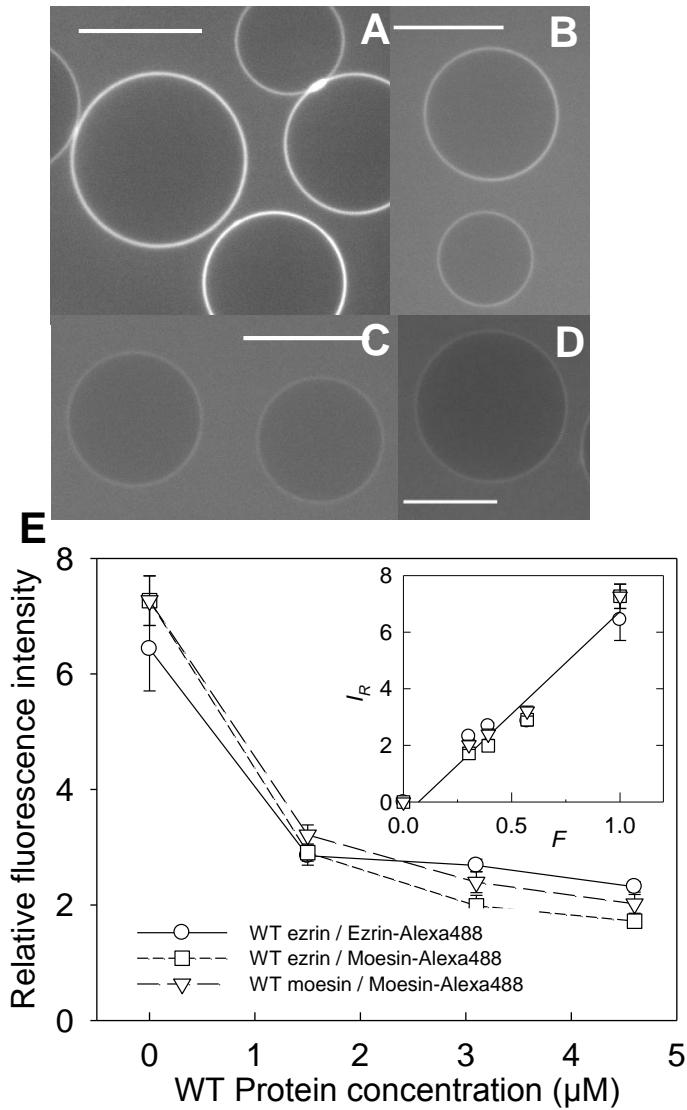 A
B
C
D
E
Relative fluorescence intensity
8
6
4
2
0
0
1
2
3
4
5
WT Protein concentration (µM)
I_R
8
6
4
2
0
0.0
0.5
1.0
F
WT ezrin / Ezrin-Alexa488
WT ezrin / Moesin-Alexa488
WT moesin / Moesin-Alexa488